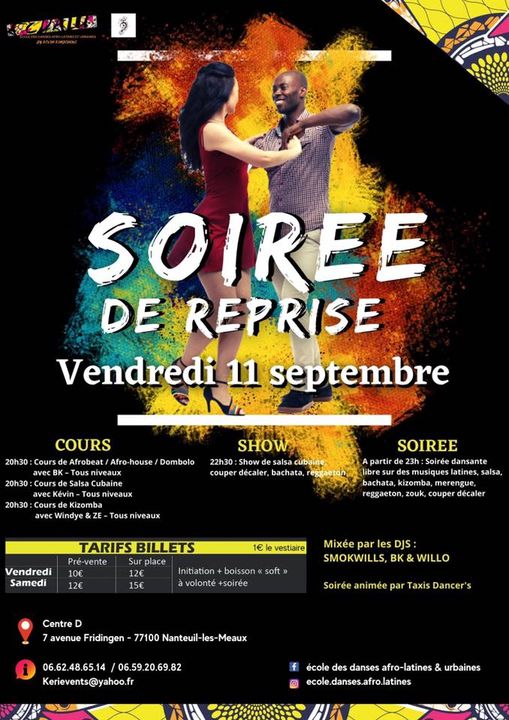 ECOLE DES DANSES AFRO-LATINES ET URBAINES
SOIREE
DE REPRISE
Vendredi 11 septembre
COURS
20h30 : Cours de Afrobeat / Afro-house / Dombolo
avec BK – Tous niveaux
20h30 : Cours de Salsa Cubaine
avec Kévin – Tous niveaux
20h30 : Cours de Kizomba
avec Windye & ZE – Tous niveaux
SHOW
22h30 : Show de salsa cubaine,
couper décaler, bachata, reggaeton
SOIREE
A partir de 23h : Soirée dansante
libre sur des musiques latines, salsa,
bachata, kizomba, merengue,
reggaeton, zouk, couper décaler
TARIFS BILLETS 1€ le vestiaire
Pré-vente Sur place
Vendredi 10€ 12€
Samedi 12€ 15€
Initiation + boisson « soft »
à volonté +soirée
Mixée par les DJS :
SMOKWILLS, BK & WILLO
Soirée animée par Taxis Dancer's
Centre D
7 avenue Fridingen – 77100 Nanteuil-les-Meaux
06.62.48.65.14 / 06.59.20.69.82
Kerievents@yahoo.fr
école des danses afro-latines & urbaines
ecole.danses.afro.latines